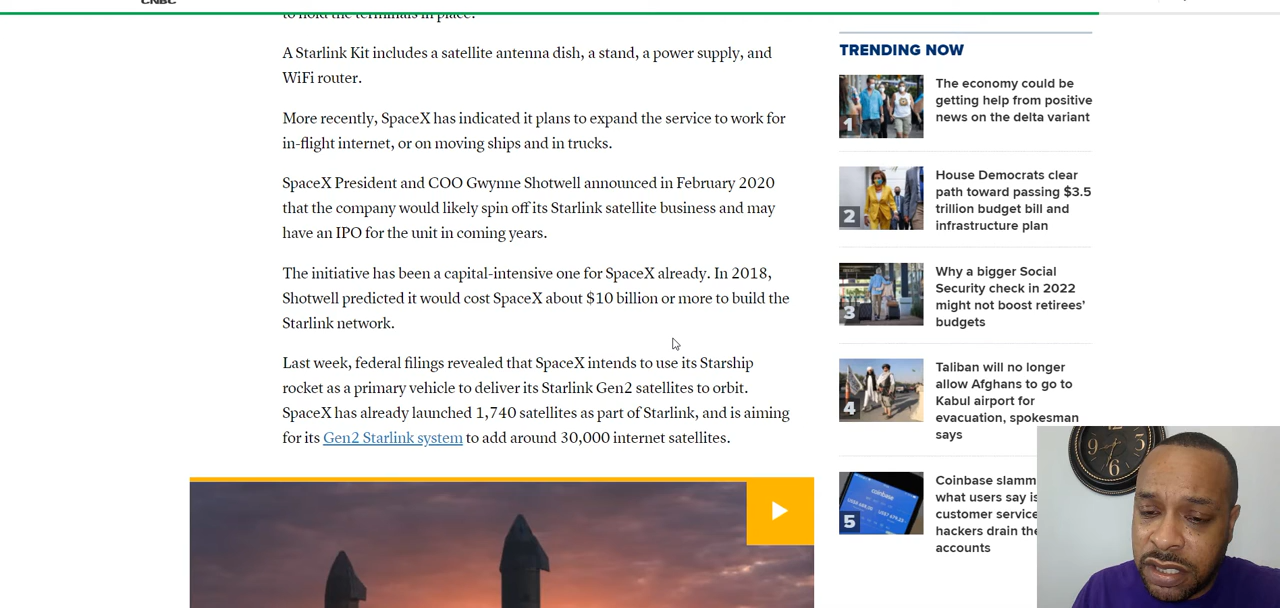 CNBC
to hold the terminals in place.
A Starlink Kit includes a satellite antenna dish, a stand, a power supply, and
WiFi router.
More recently, SpaceX has indicated it plans to expand the service to work for
in-flight internet, or on moving ships and in trucks.
SpaceX President and COO Gwynne Shotwell announced in February 2020
that the company would likely spin off its Starlink satellite business and may
have an IPO for the unit in coming years.
The initiative has been a capital-intensive one for SpaceX already. In 2018,
Shotwell predicted it would cost SpaceX about $10 billion or more to build the
Starlink network.
Last week, federal filings revealed that SpaceX intends to use its Starship
rocket as a primary vehicle to deliver its Starlink Gen2 satellites to orbit.
SpaceX has already launched 1,740 satellites as part of Starlink, and is aiming
for its Gen2 Starlink system to add around 30,000 internet satellites.
TRENDING NOW
1
The economy could be
getting help from positive
news on the delta variant
2
House Democrats clear
path toward passing $3.5
trillion budget bill and
infrastructure plan
3
Why a bigger Social
Security check in 2022
might not boost retirees'
budgets
4
Taliban will no longer
allow Afghans to go to
Kabul airport for
evacuation, spokesman
says
5
coinbase
Coinbase slamm
what users say is
customer service
hackers drain the
accounts
9
3
6